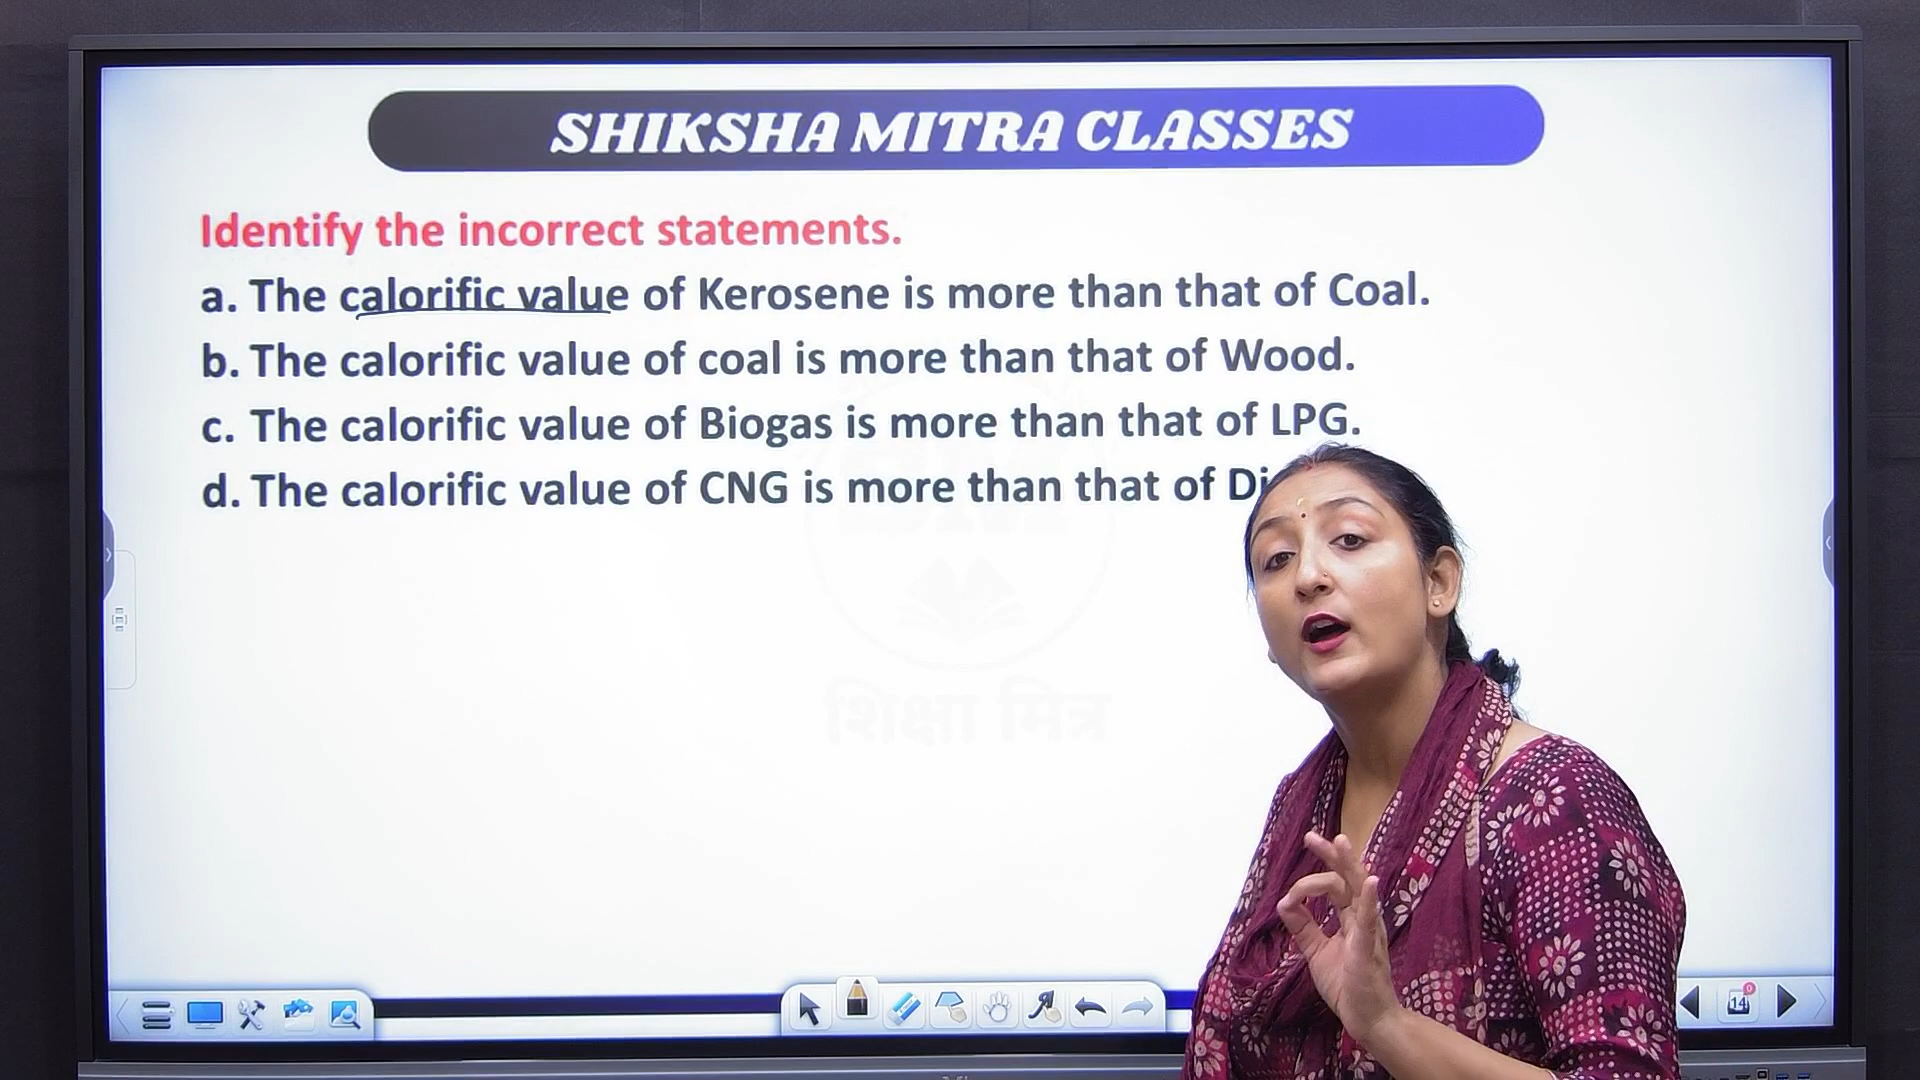 SHIKSHA MITRA CLASSES
Identify the incorrect statements.
a. The calorific value of Kerosene is more than that of Coal.
b. The calorific value of coal is more than that of Wood.
c. The calorific value of Biogas is more than that of LPG.
d. The calorific value of CNG is more than that of
शिक्षा मित्र
14